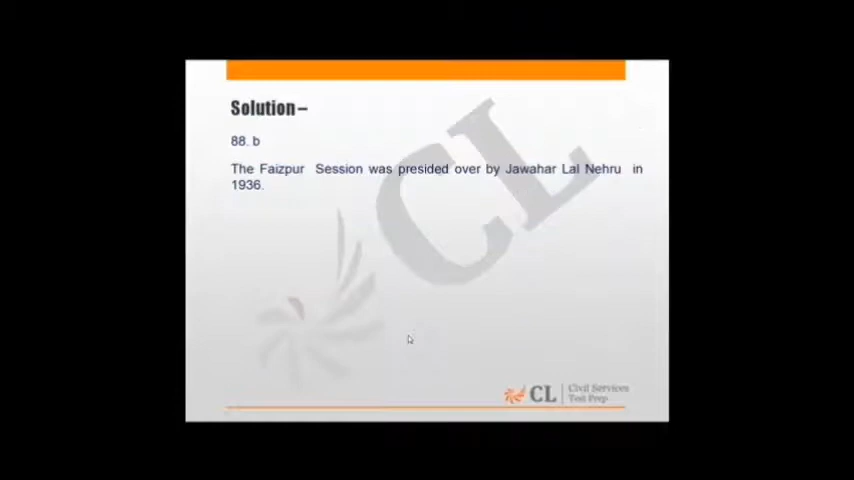 Solution –
88. b
The Faizpur Session was presided over by Jawahar Lal Nehru in
1936.
CL
CL
Civil Services
Test Prep